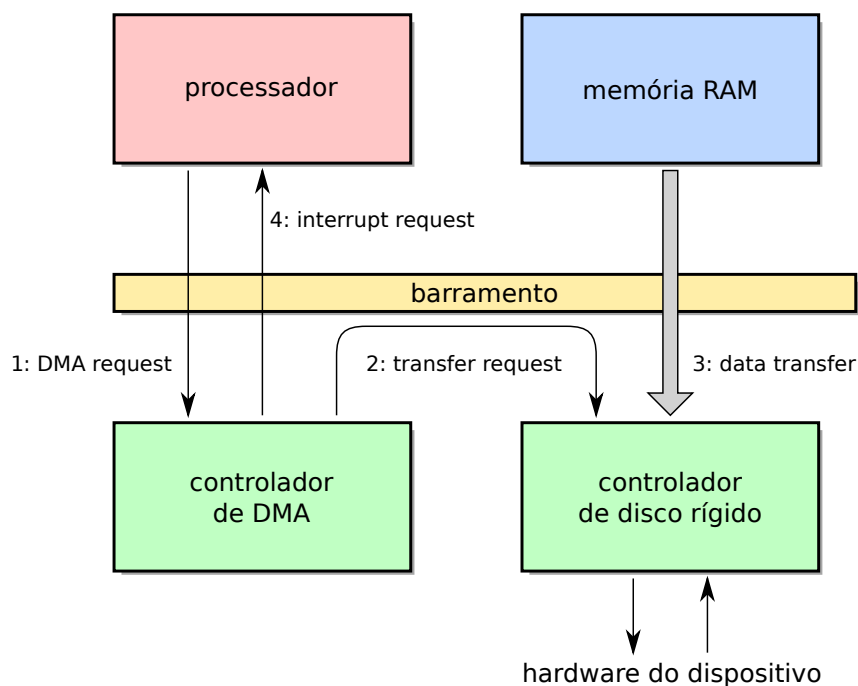 processador
memória RAM
4: interrupt request
barramento
1: DMA request
2: transfer request
3: data transfer
controlador
de DMA
controlador
de disco rígido
hardware do dispositivo